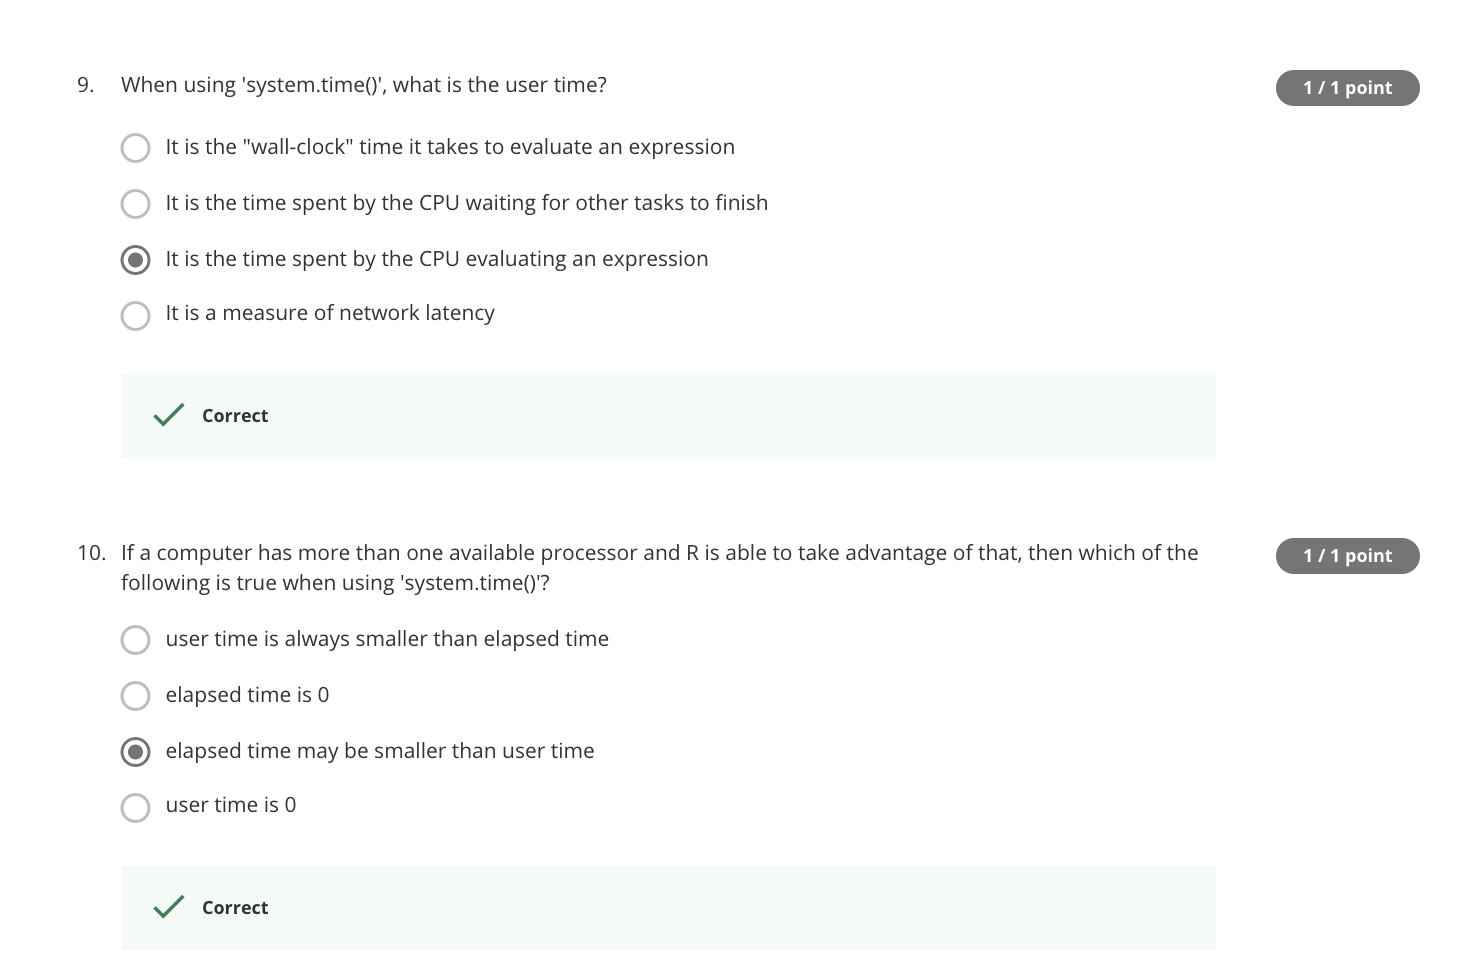 9. When using 'system.time()', what is the user time?
1 / 1 point
It is the "wall-clock" time it takes to evaluate an expression
It is the time spent by the CPU waiting for other tasks to finish
It is the time spent by the CPU evaluating an expression
It is a measure of network latency
Correct
10. If a computer has more than one available processor and R is able to take advantage of that, then which of the
1 / 1 point
following is true when using 'system.time()'?
user time is always smaller than elapsed time
elapsed time is 0
elapsed time may be smaller than user time
user time is 0
Correct